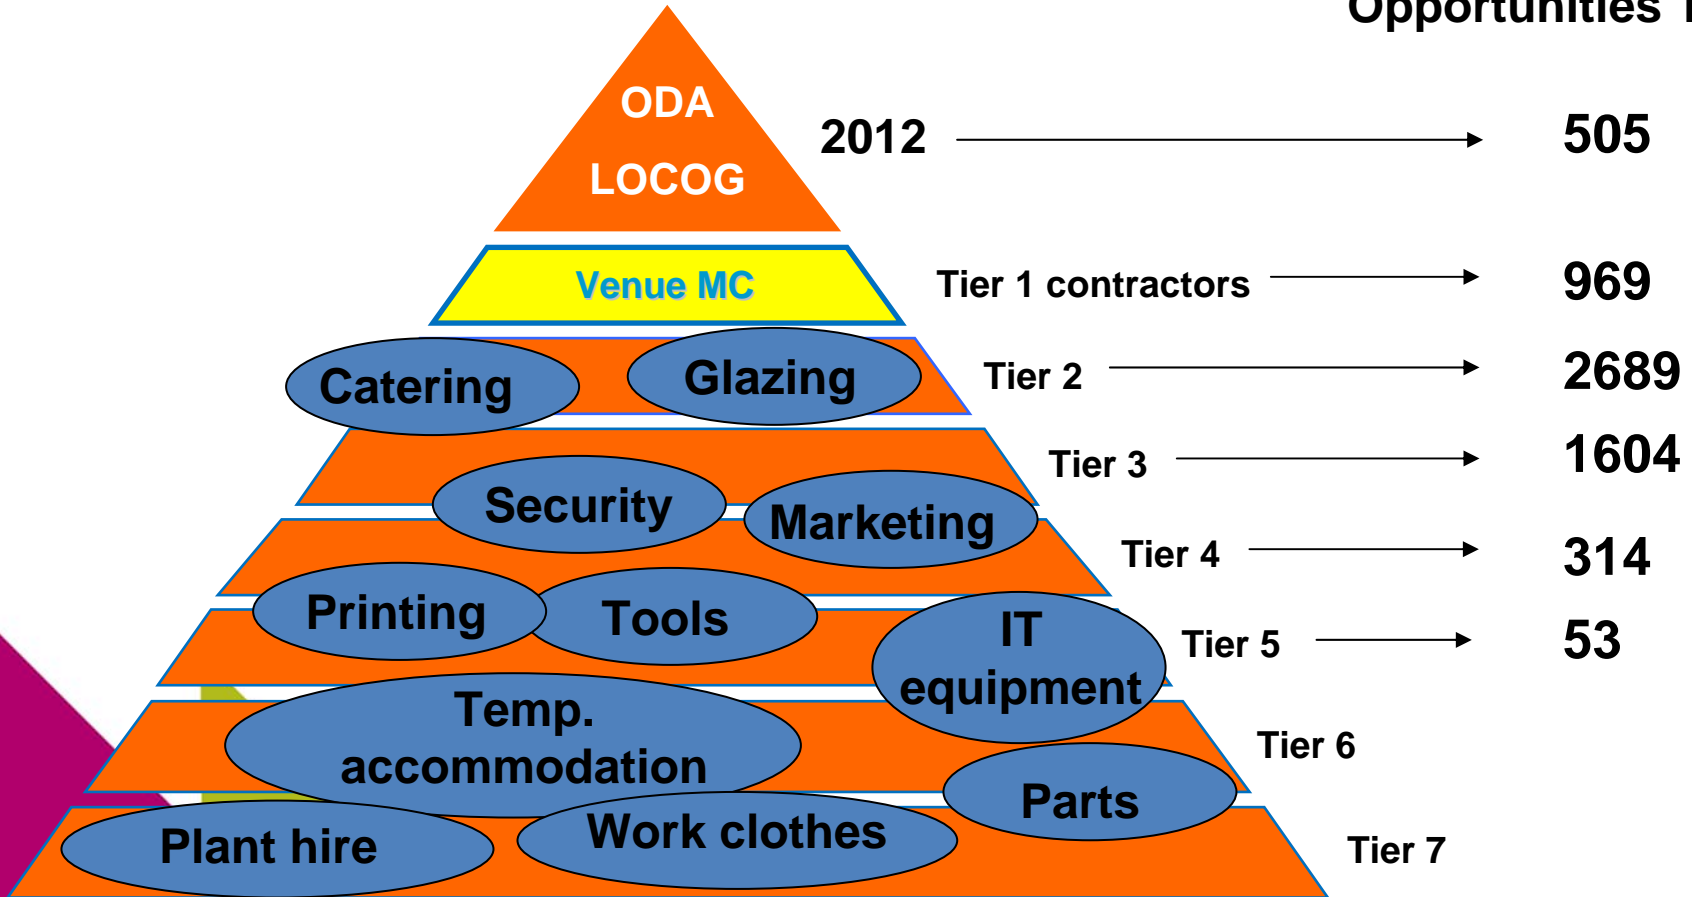 Opportunities
ODA
LOCOG
2012
505
Venue MC
Tier 1 contractors
969
Catering
Glazing
Tier 2
2689
Tier 3
1604
Security
Marketing
Tier 4
314
Printing
Tools
IT
equipment
Tier 5
53
Temp.
accommodation
Tier 6
Parts
Plant hire
Work clothes
Tier 7